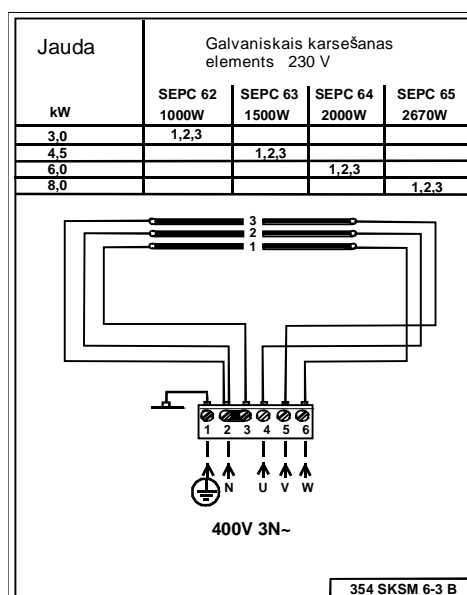 Jauda
Galvaniskais karsešanas
elements 230 V
kW
SEPC 62
1000W
SEPC 63
1500W
SEPC 64
2000W
SEPC 65
2670W
3,0 1,2,3
4,5 1,2,3
6,0 1,2,3
8,0 1,2,3
3
2
1
1 2 3 4 5 6
N U V W
400V 3N~
354 SKSM 6-3 B